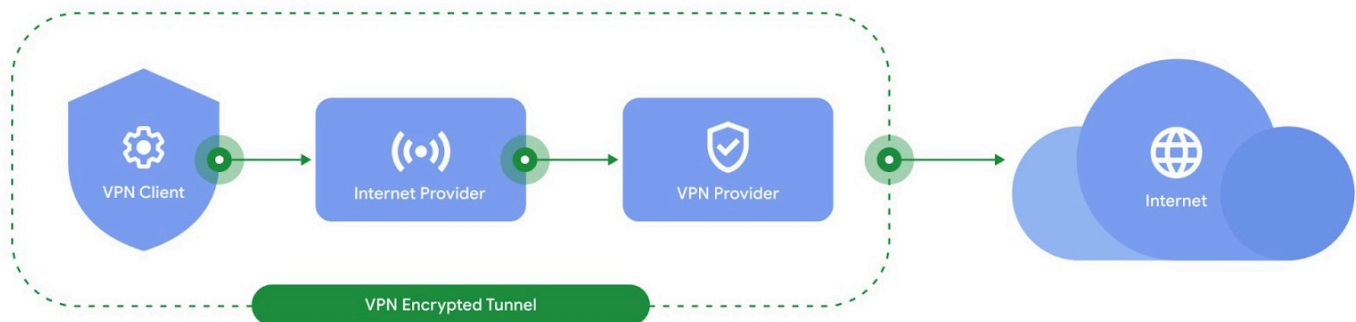 VPN Client
Internet Provider
VPN Provider
Internet
VPN Encrypted Tunnel